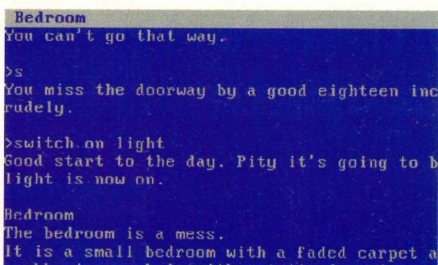 Bedroom
You can't go that way.
>s
You miss the doorway by a good eighteen inc
rudely.
>switch on light
Good start to the day. Pity it's going to b
light is now on.
Bedroom
The bedroom is a mess.
It is a small bedroom with a faded carpet a